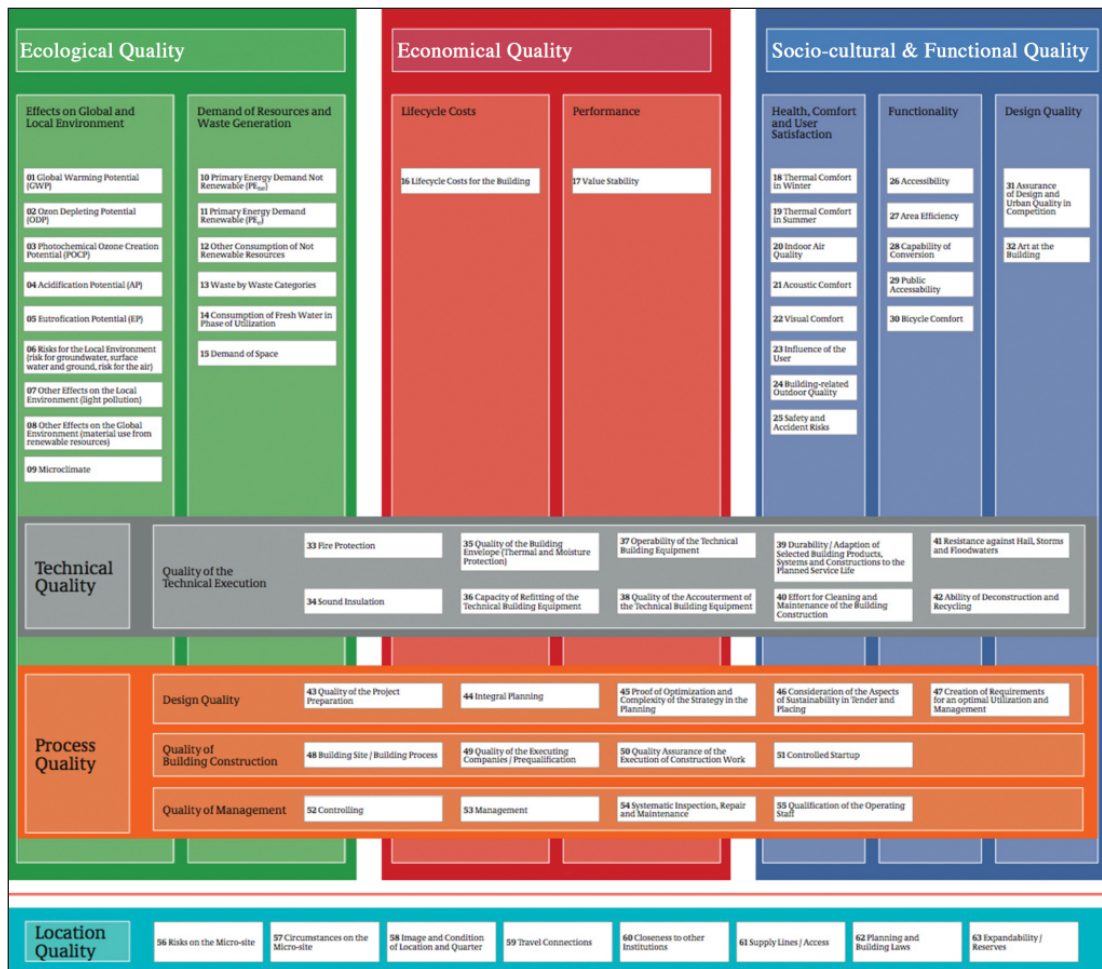 Ecological Quality
Economical Quality
Socio-cultural & Functional Quality
Effects on Global and
Local Environment
01 Global Warming Potential
(GWP)
02 Ozon Depleting Potential
(ODP)
03 Photochemical Ozone Creation
Potential (POCP)
04 Acidification Potential (AP)
05 Eutrofication Potential (EP)
06 Risks for the Local Environment
(risk for groundwater, surface
water and ground, risk for the air)
07 Other Effects on the Local
Environment (light pollution)
08 Other Effects on the Global
Environment (material use from
renewable resources)
09 Microclimate
Demand of Resources and
Waste Generation
10 Primary Energy Demand Not
Renewable (PEne)
11 Primary Energy Demand
Renewable (PEe)
12 Other Consumption of Not
Renewable Resources
13 Waste by Waste Categories
14 Consumption of Fresh Water in
Phase of Utilization
15 Demand of Space
Lifecycle Costs
16 Lifecycle Costs for the Building
Performance
17 Value Stability
Health, Comfort
and User
Satisfaction
18 Thermal Comfort
in Winter
19 Thermal Comfort
in Summer
20 Indoor Air
Quality
21 Acoustic Comfort
22 Visual Comfort
23 Influence of the
User
24 Building-related
Outdoor Quality
25 Safety and
Accident Risks
Functionality
26 Accessibility
27 Area Efficiency
28 Capability of
Conversion
29 Public
Accessability
30 Bicycle Comfort
Design Quality
31 Assurance
of Design and
Urban Quality in
Competition
32 Art at the
Building
Technical
Quality
Quality of the
Technical Execution
33 Fire Protection
34 Sound Insulation
35 Quality of the Building
Envelope (Thermal and Moisture
Protection)
36 Capacity of Refitting of the
Technical Building Equipment
37 Operability of the Technical
Building Equipment
38 Quality of the Accouterment of
the Technical Building Equipment
39 Durability / Adaption of
Selected Building Products,
Systems and Constructions to the
Planned Service Life
40 Effort for Cleaning and
Maintenance of the Building
Construction
41 Resistance against Hail, Storms
and Floodwaters
42 Ability of Deconstruction and
Recycling
Process
Quality
Design Quality
43 Quality of the Project
Preparation
44 Integral Planning
45 Proof of Optimization and
Complexity of the Strategy in the
Planning
46 Consideration of the Aspects
of Sustainability in Tender and
Placing
47 Creation of Requirements
for an optimal Utilization and
Management
Quality of
Building Construction
48 Building Site / Building Process
49 Quality of the Executing
Companies / Prequalification
50 Quality Assurance of the
Execution of Construction Work
51 Controlled Startup
Quality of Management
52 Controlling
53 Management
54 Systematic Inspection, Repair
and Maintenance
55 Qualification of the Operating
Staff
Location
Quality
56 Risks on the Micro-site
57 Circumstances on the
Micro-site
58 Image and Condition
of Location and Quarter
59 Travel Connections
60 Closeness to other
Institutions
61 Supply Lines / Access
62 Planning and
Building Laws
63 Expandability /
Reserves